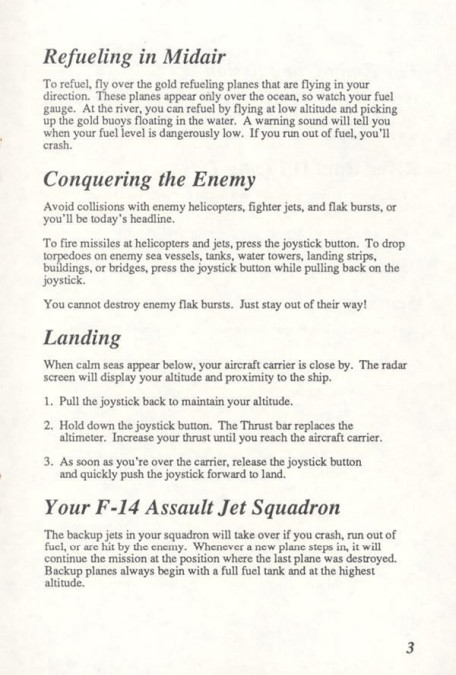 Refueling in Midair
To refuel, fly over the gold refueling planes that are flying in your
direction. These planes appear only over the ocean, so watch your fuel
gauge. At the river, you can refuel by flying at low altitude and picking
up the gold buoys floating in the water. A warning sound will tell you
when your fuel level is dangerously low. If you run out of fuel, you'll
crash.
Conquering the Enemy
Avoid collisions with enemy helicopters, fighter jets, and flak bursts, or
you'll be today's headline.
To fire missiles at helicopters and jets, press the joystick button. To drop
torpedoes on enemy sea vessels, tanks, water towers, landing strips,
buildings, or bridges, press the joystick button while pulling back on the
joystick.
You cannot destroy enemy flak bursts. Just stay out of their way!
Landing
When calm seas appear below, your aircraft carrier is close by. The radar
screen will display your altitude and proximity to the ship.
1. Pull the joystick back to maintain your altitude.
2. Hold down the joystick button. The Thrust bar replaces the
altimeter. Increase your thrust until you reach the aircraft carrier.
3. As soon as you're over the carrier, release the joystick button
and quickly push the joystick forward to land.
Your F-14 Assault Jet Squadron
The backup jets in your squadron will take over if you crash, run out of
fuel, or are hit by the enemy. Whenever a new plane steps in, it will
continue the mission at the position where the last plane was destroyed.
Backup planes always begin with a full fuel tank and at the highest
altitude.
3